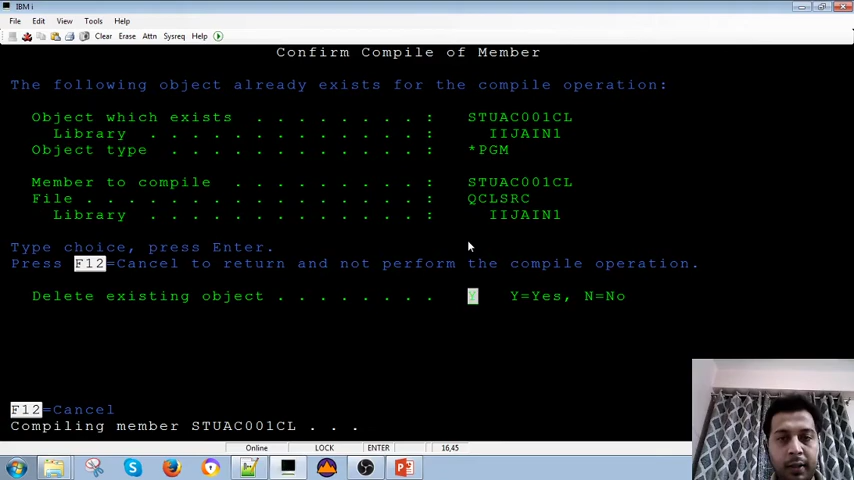 IBM i
File Edit View Tools Help
Clear Erase Attn Sysreq Help
Confirm Compile of Member
The following object already exists for the compile operation:
Object which exists . . . . . . . . : STUAC001CL
Library . . . . . . . . . . . . . : IIJAIN1
Object type . . . . . . . . . . . . : *PGM
Member to compile . . . . . . . . . : STUAC001CL
File . . . . . . . . . . . . . . . . : QCLSRC
Library . . . . . . . . . . . . . : IIJAIN1
Type choice, press Enter.
Press F12=Cancel to return and not perform the compile operation.
Delete existing object . . . . . . . . Y Y=Yes, N=No
F12=Cancel
Compiling member STUAC001CL . . .
Online LOCK ENTER 16,45